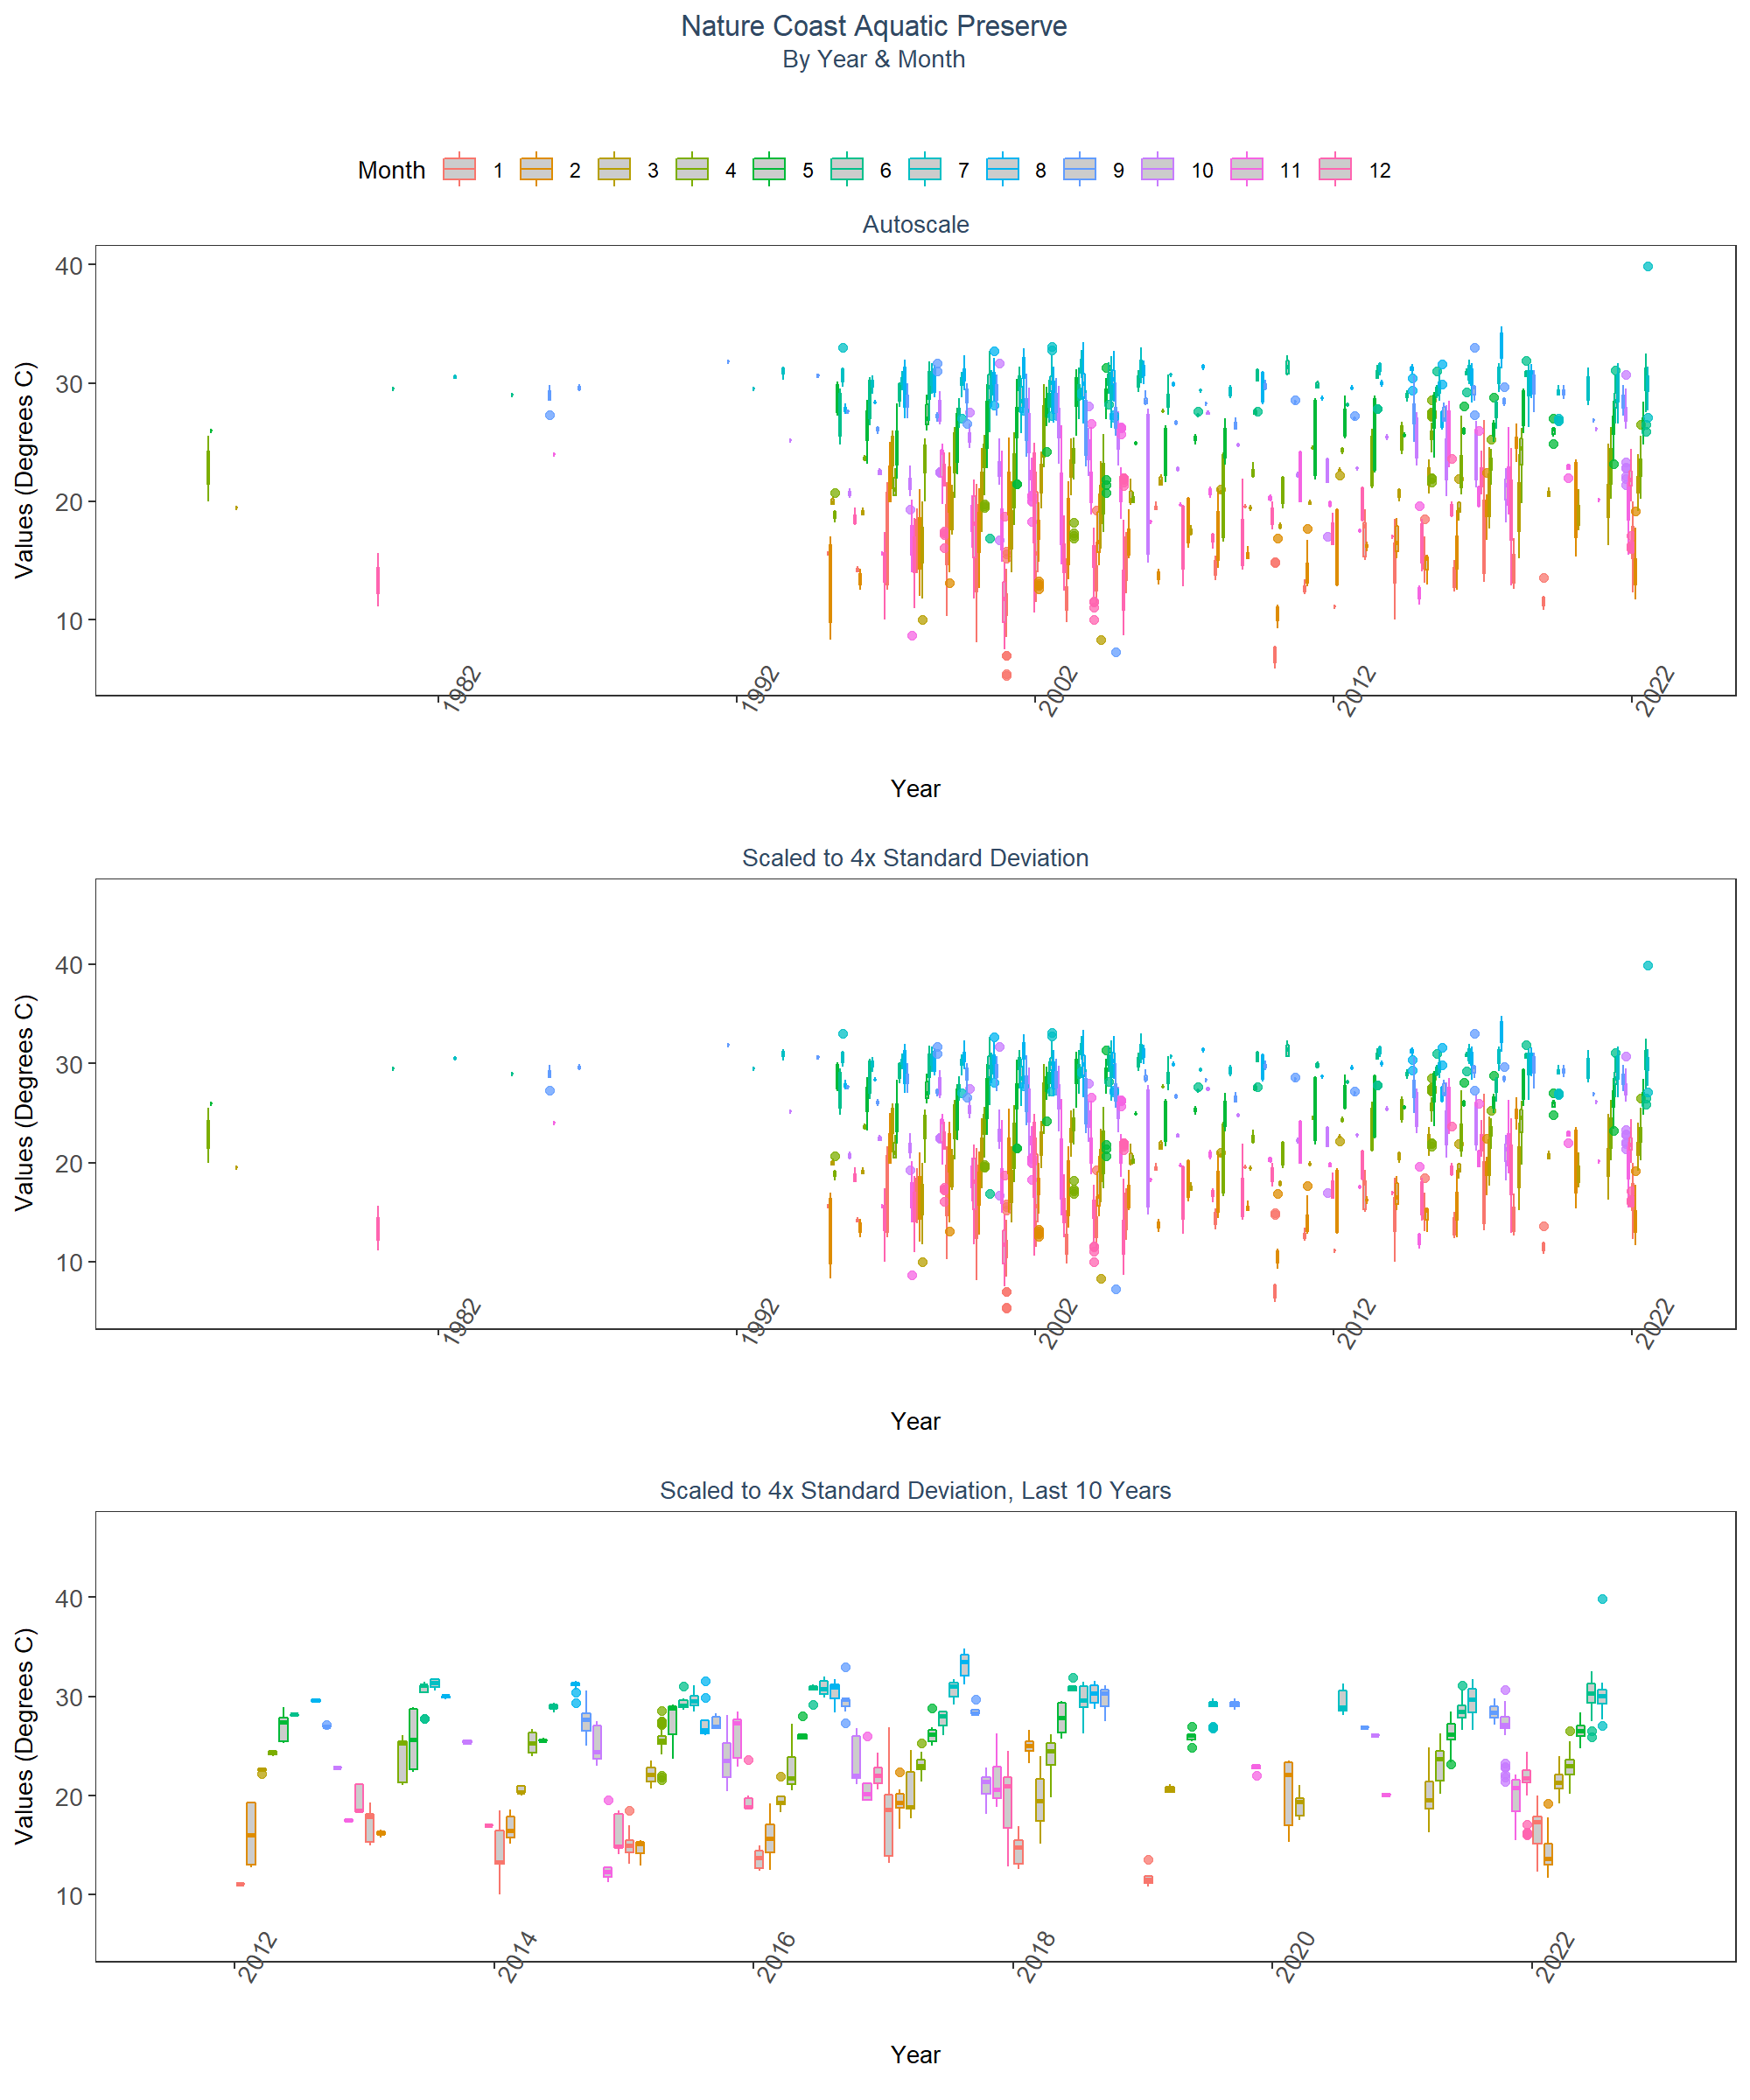 Nature Coast Aquatic Preserve
By Year & Month
Month 1 2 3 4 5 6 7 8 9 10 11 12
Autoscale
Values (Degrees C)
40
30
20
10
1982 1992 2002 2012 2022
Year
Scaled to 4x Standard Deviation
Values (Degrees C)
40
30
20
10
1982 1992 2002 2012 2022
Year
Scaled to 4x Standard Deviation, Last 10 Years
Values (Degrees C)
40
30
20
10
2012 2014 2016 2018 2020 2022
Year